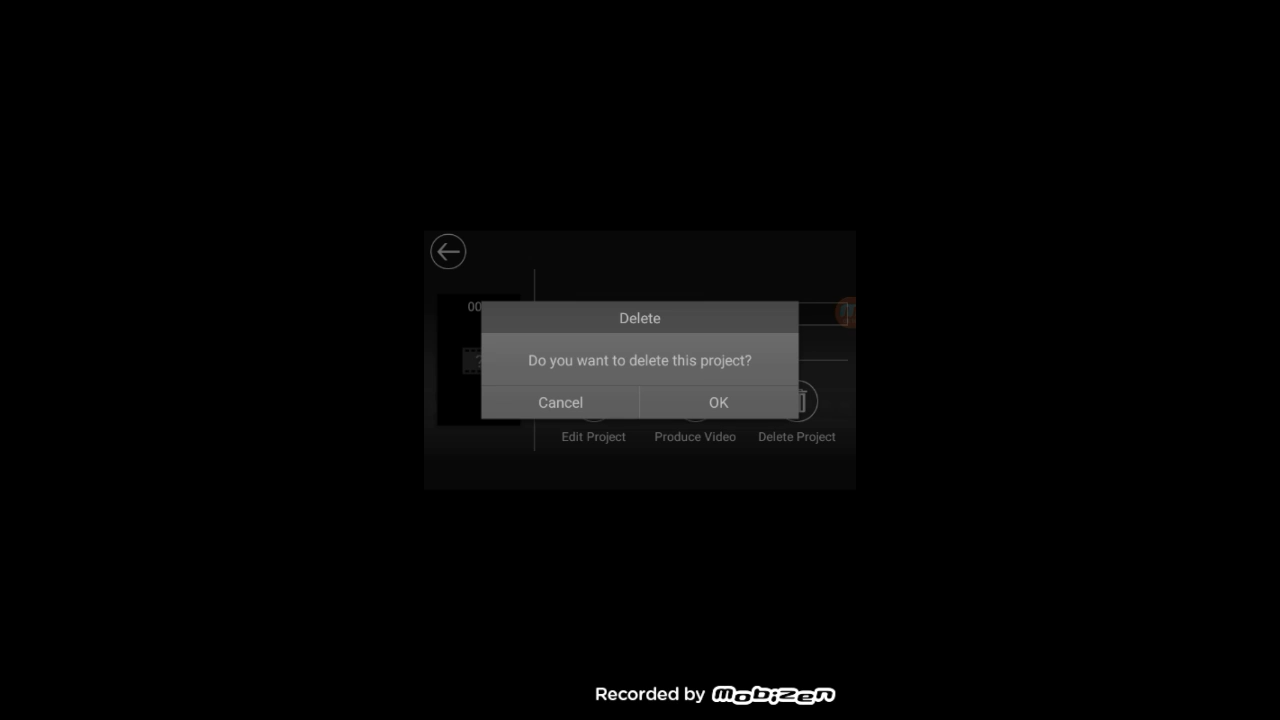 00
Delete
Do you want to delete this project?
Cancel
OK
Edit Project
Produce Video
Delete Project
Recorded by Mobizen